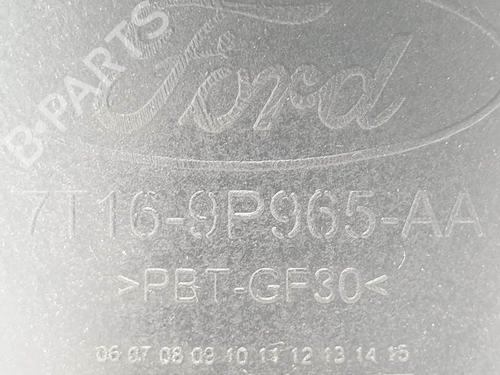 B-PARTS
Ford
7T16-9P965-AA
>PBT-GF30<
06 07 08 09 10 11 12 13 14 15